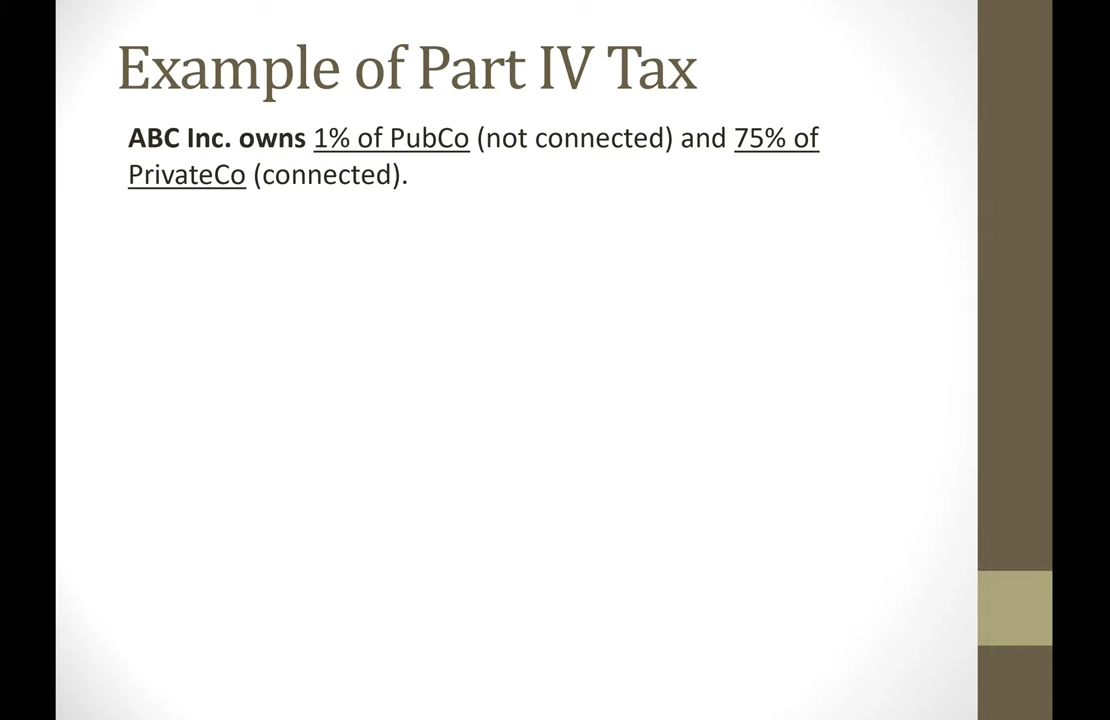 Example of Part IV Tax
ABC Inc. owns 1% of PubCo (not connected) and 75% of
PrivateCo (connected).